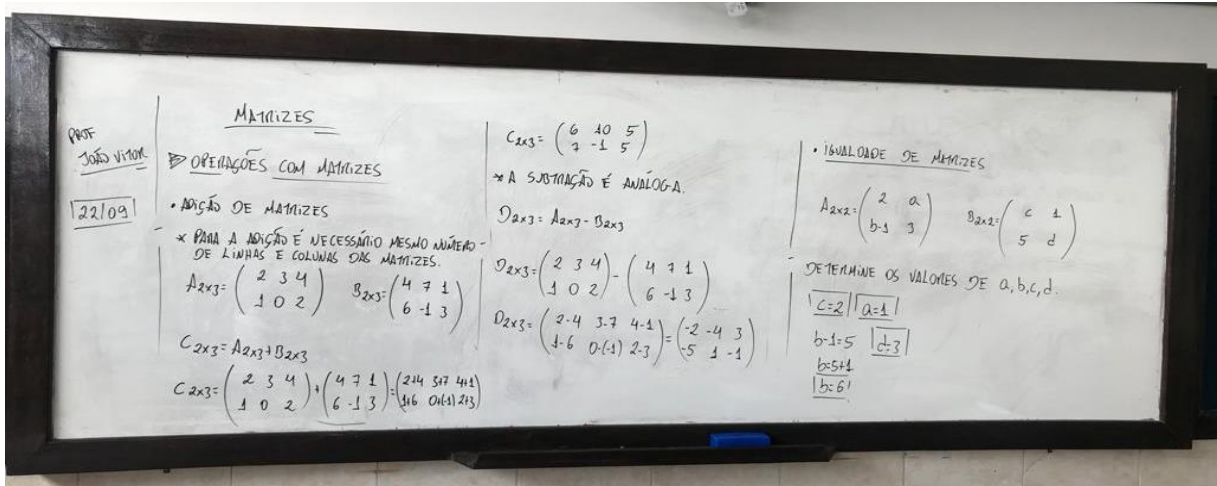 PROF
JOÃO VITOR
22/09
MATRIZES
OPERAÇÕES COM MATRIZES
• ADIÇÃO DE MATRIZES
* PARA A ADIÇÃO É NECESSÁRIO MESMO NÚMERO
DE LINHAS E COLUNAS DAS MATRIZES.
A2x3= (2 3 4) B2x3= (4 7 1)
(1 0 2) (6 -1 3)
C2x3= A2x3+B2x3
C2x3= (2 3 4) + (4 7 1) = (2+4 3+7 4+1)
(1 0 2) (6 -1 3) (1+6 0+(-1) 2+3)
C2x3= (6 10 5)
(7 -1 5)
* A SUBTRAÇÃO É ANÁLOGA.
D2x3= A2x3- B2x3
D2x3= (2 3 4) - (4 7 1)
(1 0 2) (6 -1 3)
D2x3= (2-4 3-7 4-1) = (-2 -4 3)
(1-6 0-(-1) 2-3) (-5 1 -1)
• IGUALDADE DE MATRIZES
A2x2= (2 a) B2x2= (c 1)
(b-1 3) (5 d)
DETERMINE OS VALORES DE a,b,c,d.
c=2 a=1
b-1=5 d=3
b=5+1
b=6